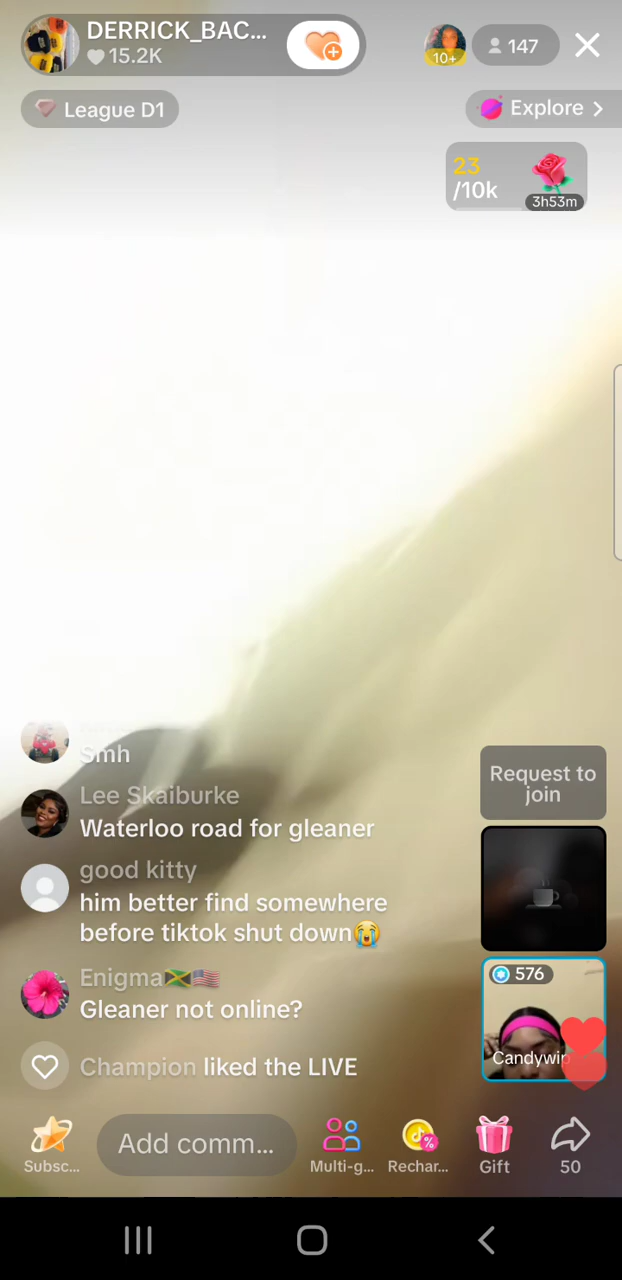 DERRICK_BAC...
15.2K
10+
147
League D1
Explore
23
/10k
3h53m
Smh
Lee Skaiburke
Waterloo road for gleaner
good kitty
him better find somewhere
before tiktok shut down😭
Enigma🇯🇲🇺🇸
Gleaner not online?
Champion liked the LIVE
Request to
join
576
Candywip
Add comm...
Subsc...
Multi-g...
Rechar...
Gift
50